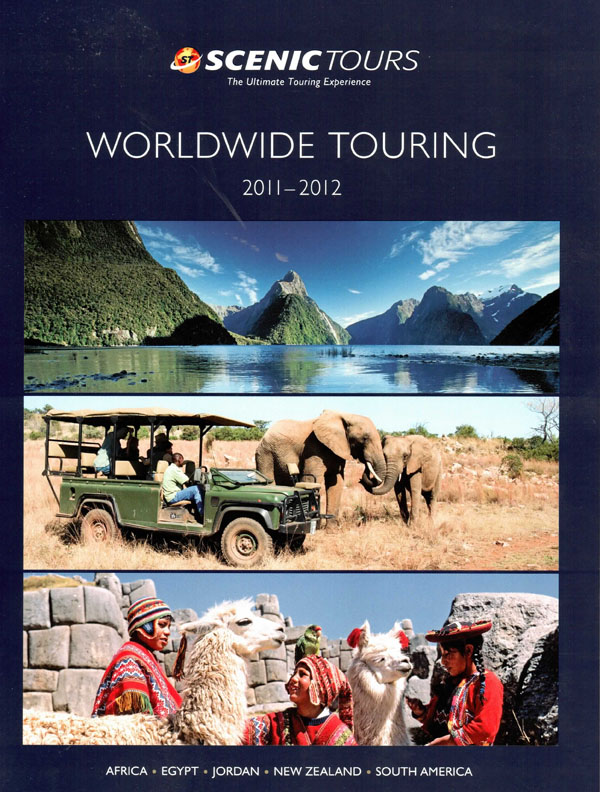 ST SCENIC TOURS
The Ultimate Touring Experience
WORLDWIDE TOURING
2011–2012
AFRICA • EGYPT • JORDAN • NEW ZEALAND • SOUTH AMERICA